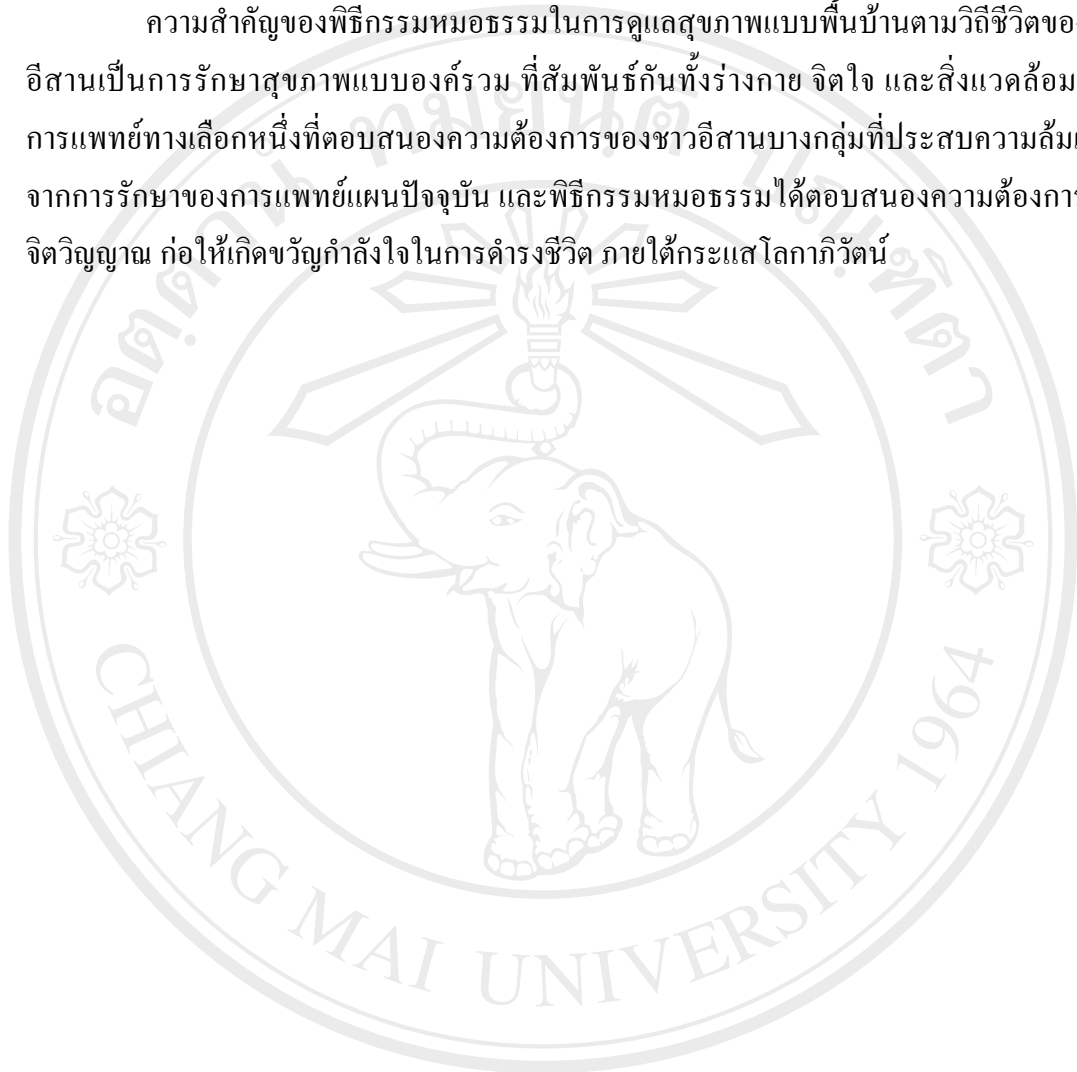 ความสำคัญของพิธีกรรมหมอธรรมในการดูแลสุขภาพแบบพื้นบ้านตามวิถีชีวิต
อีสานเป็นการรักษาสุขภาพแบบองค์รวม ที่สัมพันธ์กันทั้งร่างกาย จิตใจ และสิ่งแวดล้อม
การแพทย์ทางเลือกหนึ่งที่ตอบสนองความต้องการของชาวอีสานบางกลุ่มที่ประสบความ
จากการรักษาของการแพทย์แผนปัจจุบัน และพิธีกรรมหมอธรรมได้ตอบสนองความต้องการ
จิตวิญญาณ ก่อให้เกิดขวัญกำลังใจในการดำรงชีวิต ภายใต้กระแสโลกาภิวัตน์
CHIANG MAI UNIVERSITY 1964